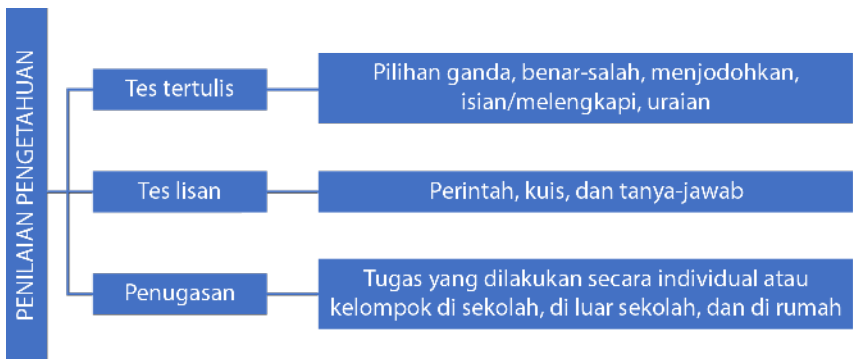 PENILAIAN PENGETAHUAN
Tes tertulis
Pilihan ganda, benar-salah, menjodohkan,
isian/melengkapi, uraian
Tes lisan
Perintah, kuis, dan tanya-jawab
Penugasan
Tugas yang dilakukan secara individual atau
kelompok di sekolah, di luar sekolah, dan di rumah